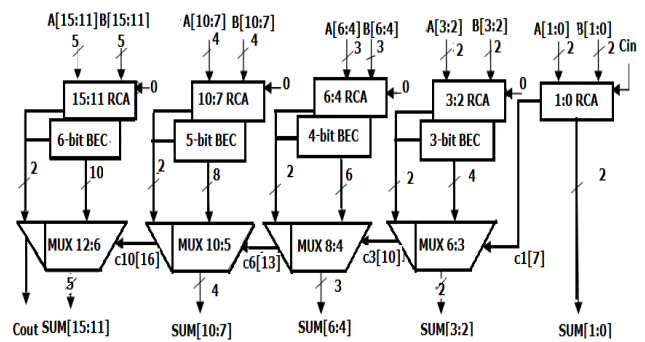 A[15:11] B[15:11] A[10:7] B[10:7] A[6:4] B[6:4] A[3:2] B[3:2] A[1:0] B[1:0]
5 5 4 4 3 3 2 2 2 2 Cin
0 0 0 0
15:11 RCA 10:7 RCA 6:4 RCA 3:2 RCA 1:0 RCA
6-bit BEC 5-bit BEC 4-bit BEC 3-bit BEC
2 10 2 8 2 6 2 4 2
MUX 12:6 MUX 10:5 MUX 8:4 MUX 6:3
c10[16] c6[13] c3[10] c1[7]
5 4 3 2
Cout SUM[15:11] SUM[10:7] SUM[6:4] SUM[3:2] SUM[1:0]